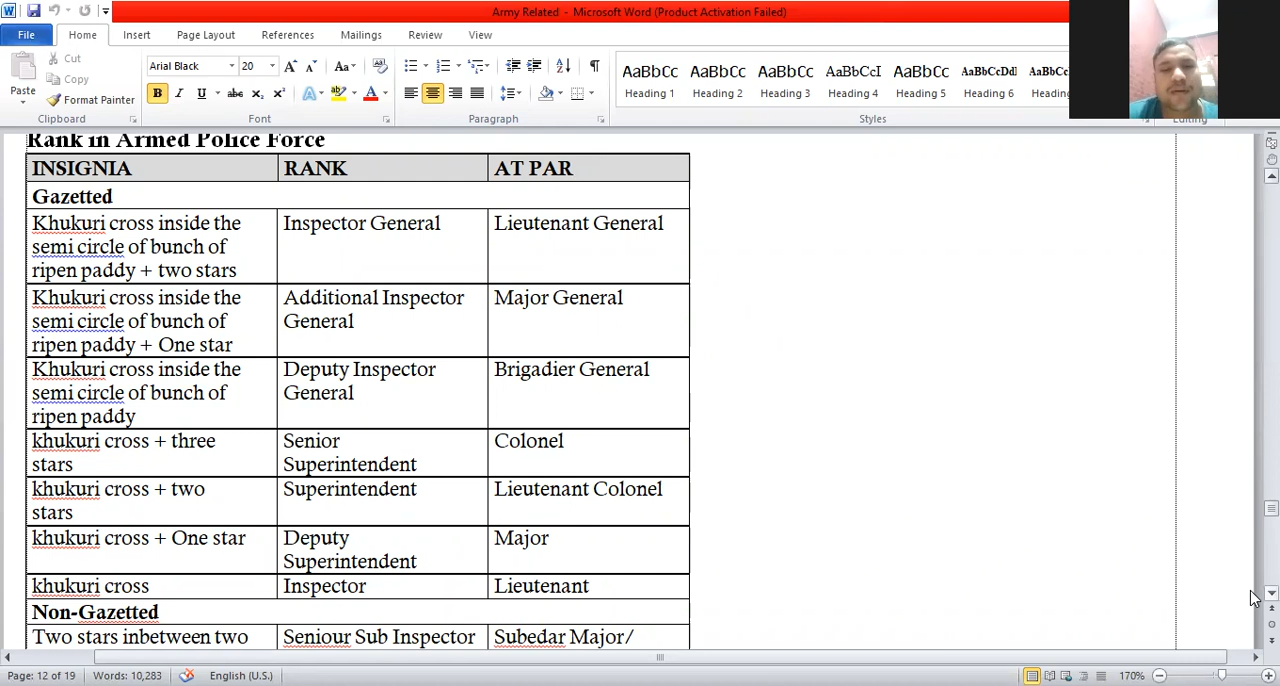 Army Related - Microsoft Word (Product Activation Failed)
File Home Insert Page Layout References Mailings Review View
Cut
Copy
Paste
Format Painter
Arial Black 20
AaBbCc AaBbCc AaBbCc AaBbCcI AaBbCc AaBbCcDdI AaBbCc
Heading 1 Heading 2 Heading 3 Heading 4 Heading 5 Heading 6 Heading
Clipboard Font Paragraph Styles Editing
Rank in Armed Police Force
INSIGNIA RANK AT PAR
Gazetted
Khukuri cross inside the
semi circle of bunch of
ripen paddy + two stars
Inspector General
Lieutenant General
Khukuri cross inside the
semi circle of bunch of
ripen paddy + One star
Additional Inspector
General
Major General
Khukuri cross inside the
semi circle of bunch of
ripen paddy
Deputy Inspector
General
Brigadier General
khukuri cross + three
stars
Senior
Superintendent
Colonel
khukuri cross + two
stars
Superintendent
Lieutenant Colonel
khukuri cross + One star
Deputy
Superintendent
Major
khukuri cross
Inspector
Lieutenant
Non-Gazetted
Two stars inbetween two
Seniour Sub Inspector
Subedar Major/
Page: 12 of 19 Words: 10,283 English (U.S.) 170%